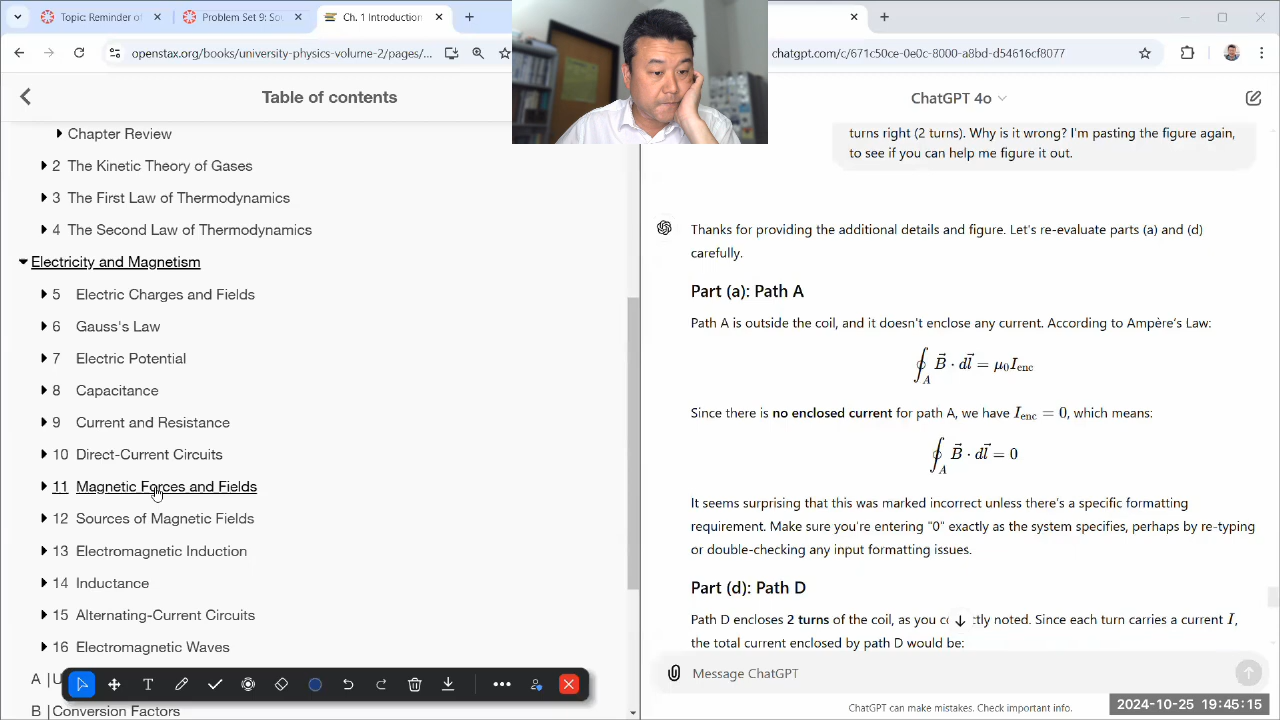 Topic: Reminder of
Problem Set 9: Sou
Ch. 1 Introduction
openstax.org/books/university-physics-volume-2/pages/...
chatgpt.com/c/671c50ce-0e0c-8000-a8bd-d54616cf8077
Table of contents
Chapter Review
2 The Kinetic Theory of Gases
3 The First Law of Thermodynamics
4 The Second Law of Thermodynamics
Electricity and Magnetism
5 Electric Charges and Fields
6 Gauss's Law
7 Electric Potential
8 Capacitance
9 Current and Resistance
10 Direct-Current Circuits
11 Magnetic Forces and Fields
12 Sources of Magnetic Fields
13 Electromagnetic Induction
14 Inductance
15 Alternating-Current Circuits
16 Electromagnetic Waves
A | U
B | Conversion Factors
ChatGPT 4o
turns right (2 turns). Why is it wrong? I'm pasting the figure again,
to see if you can help me figure it out.
Thanks for providing the additional details and figure. Let's re-evaluate parts (a) and (d)
carefully.
Part (a): Path A
Path A is outside the coil, and it doesn't enclose any current. According to Ampère's Law:
∮_A B⃗ · dl⃗ = μ₀I_enc
Since there is no enclosed current for path A, we have I_enc = 0, which means:
∮_A B⃗ · dl⃗ = 0
It seems surprising that this was marked incorrect unless there's a specific formatting
requirement. Make sure you're entering "0" exactly as the system specifies, perhaps by re-typing
or double-checking any input formatting issues.
Part (d): Path D
Path D encloses 2 turns of the coil, as you co ctly noted. Since each turn carries a current I,
the total current enclosed by path D would be:
Message ChatGPT
ChatGPT can make mistakes. Check important info.
2024-10-25 19:45:15